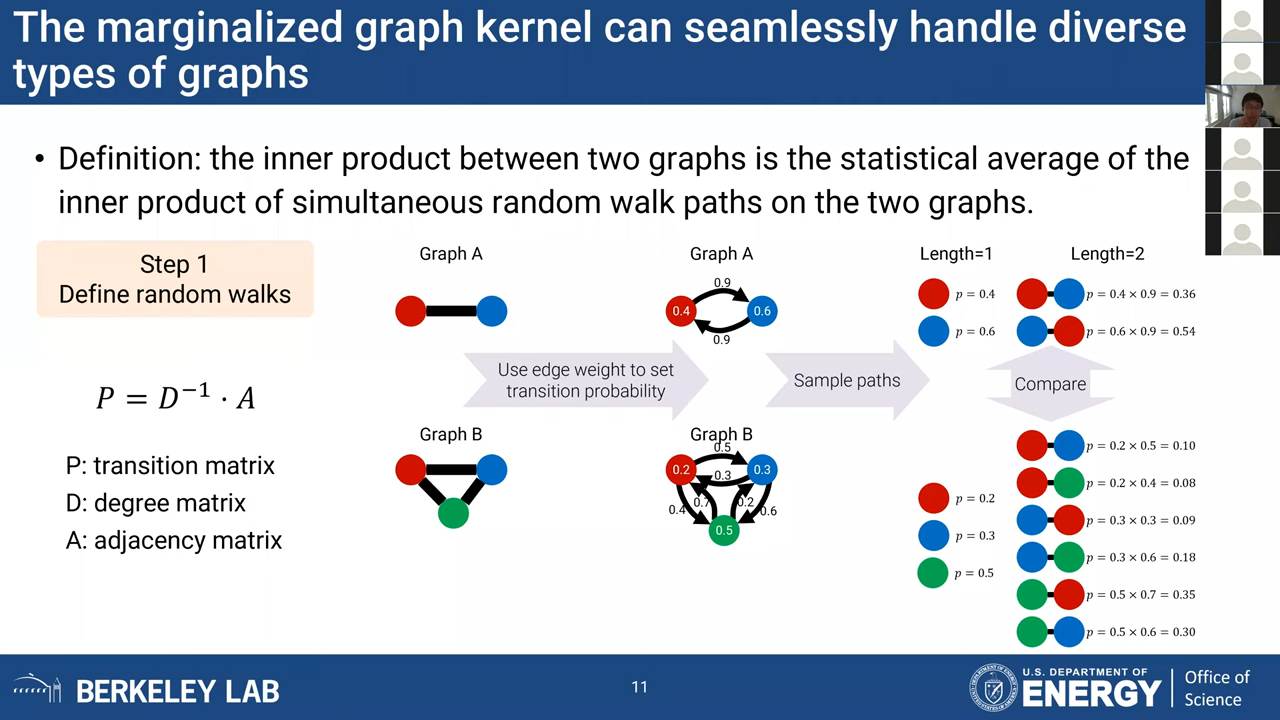 The marginalized graph kernel can seamlessly handle diverse
types of graphs
• Definition: the inner product between two graphs is the statistical average of the
inner product of simultaneous random walk paths on the two graphs.
Step 1
Define random walks
P = D⁻¹ · A
P: transition matrix
D: degree matrix
A: adjacency matrix
Graph A
Graph B
Use edge weight to set
transition probability
Graph A
0.9
0.4
0.6
0.9
Graph B
0.5
0.2
0.3
0.3
0.4
0.7
0.2
0.6
0.5
Sample paths
Length=1
p = 0.4
p = 0.6
Length=2
p = 0.4 × 0.9 = 0.36
p = 0.6 × 0.9 = 0.54
Compare
p = 0.2
p = 0.3
p = 0.5
p = 0.2 × 0.5 = 0.10
p = 0.2 × 0.4 = 0.08
p = 0.3 × 0.3 = 0.09
p = 0.3 × 0.6 = 0.18
p = 0.5 × 0.7 = 0.35
p = 0.5 × 0.6 = 0.30
BERKELEY LAB
11
U.S. DEPARTMENT OF
ENERGY
Office of
Science